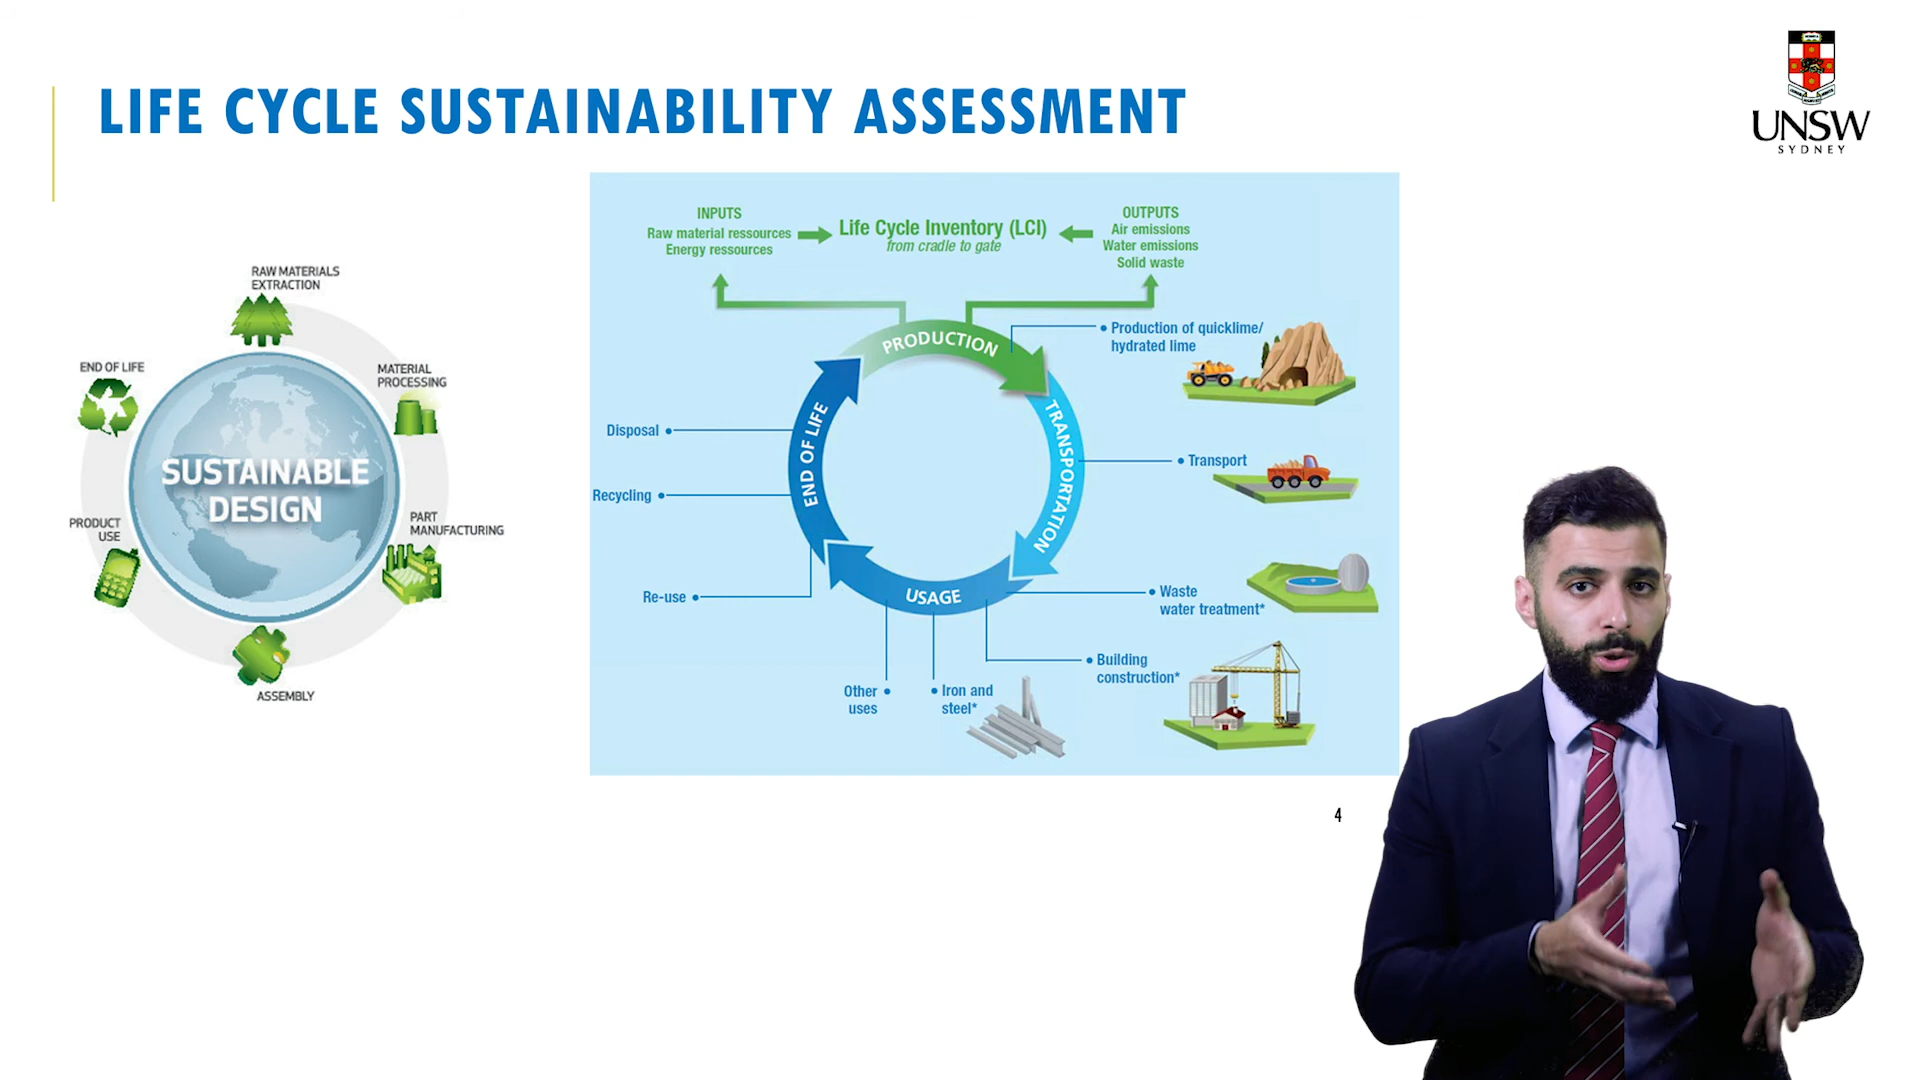 LIFE CYCLE SUSTAINABILITY ASSESSMENT
UNSW
SYDNEY
RAW MATERIALS
EXTRACTION
END OF LIFE
MATERIAL
PROCESSING
SUSTAINABLE
DESIGN
PRODUCT
USE
PART
MANUFACTURING
ASSEMBLY
INPUTS
Raw material ressources
Energy ressources
Life Cycle Inventory (LCI)
from cradle to gate
OUTPUTS
Air emissions
Water emissions
Solid waste
PRODUCTION
• Production of quicklime/
hydrated lime
TRANSPORTATION
• Transport
USAGE
• Waste
water treatment*
• Building
construction*
• Iron and
steel*
Other •
uses
END OF LIFE
Disposal •
Recycling •
Re-use •
4